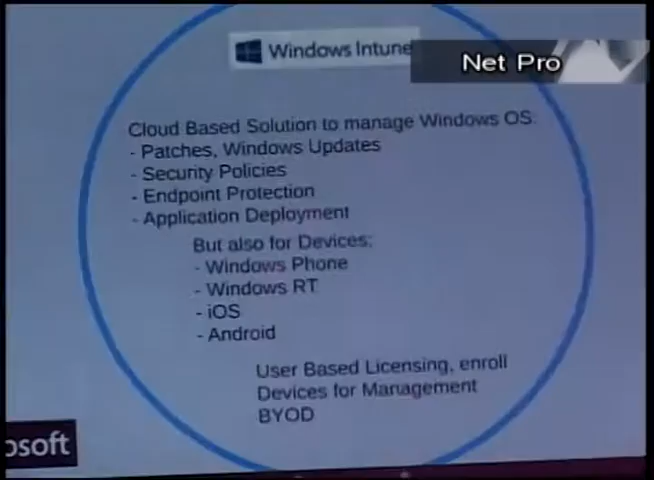 Windows Intune
Net Pro
Cloud Based Solution to manage Windows OS:
- Patches, Windows Updates
- Security Policies
- Endpoint Protection
- Application Deployment
But also for Devices:
- Windows Phone
- Windows RT
- iOS
- Android
User Based Licensing, enroll
Devices for Management
BYOD
osoft